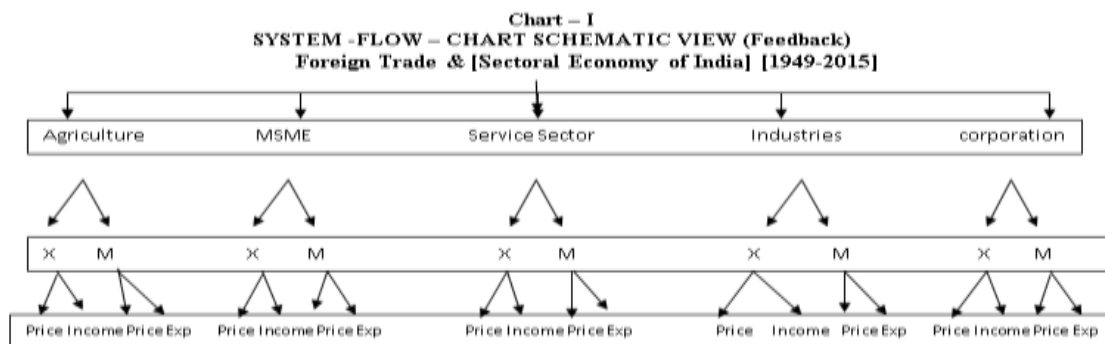 Chart – I
SYSTEM -FLOW – CHART SCHEMATIC VIEW (Feedback)
Foreign Trade & [Sectoral Economy of India] [1949-2015]
Agriculture MSME Service Sector Industries corporation
X M X M X M X M X M
Price Income Price Exp Price Income Price Exp Price Income Price Exp Price Income Price Exp Price Income Price Exp